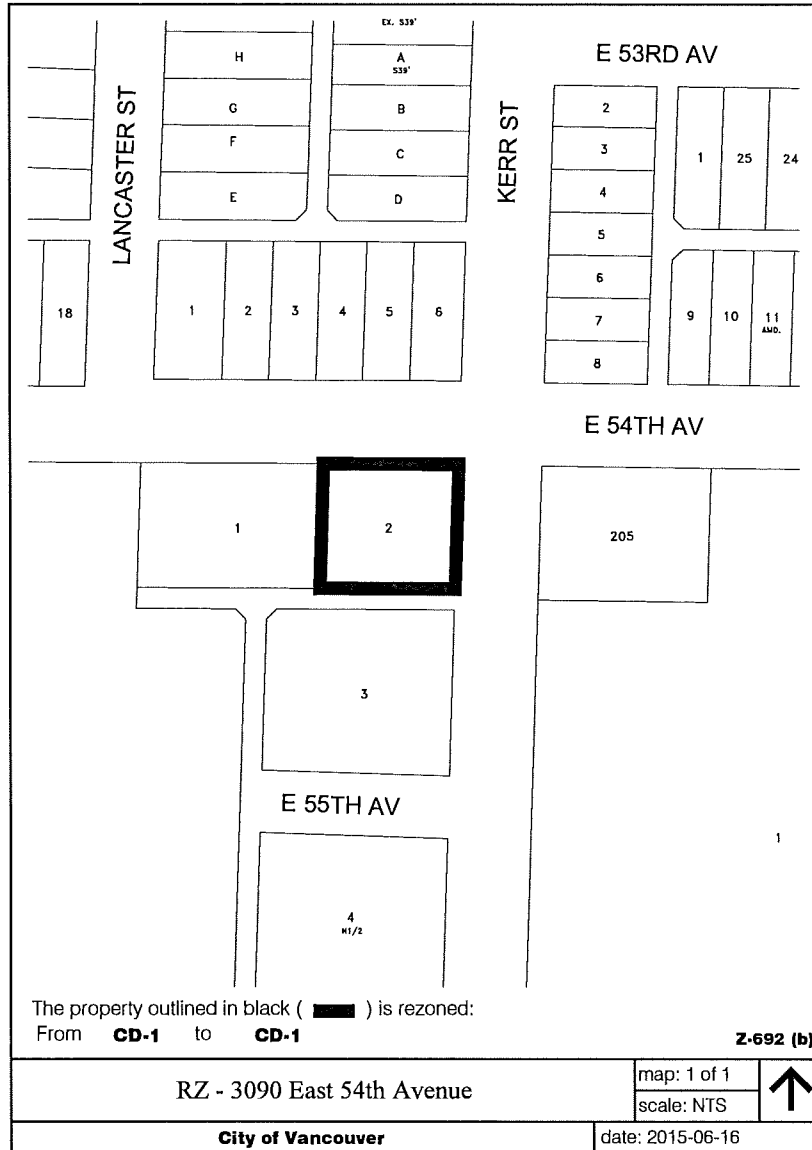 EX. S39'
H
A
S39'
E 53RD AV
G
B
F
C
E
D
LANCASTER ST
KERR ST
2
3
4
5
6
7
8
1 25 24
9 10 11
AMD.
18
1 2 3 4 5 6
E 54TH AV
1
2
205
3
E 55TH AV
1
4
N1/2
The property outlined in black ( ) is rezoned:
From CD-1 to CD-1
Z-692 (b)
RZ - 3090 East 54th Avenue
map: 1 of 1
scale: NTS
City of Vancouver
date: 2015-06-16